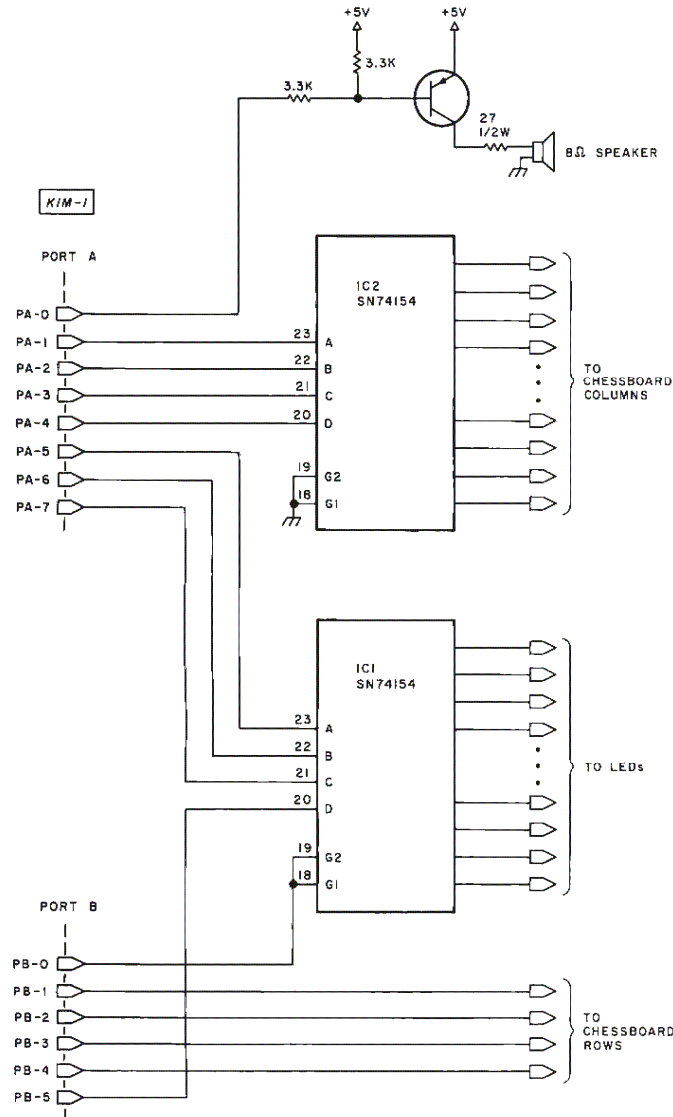 +5V
+5V
3.3K
3.3K
27
1/2W
8Ω SPEAKER
KIM-1
PORT A
PA-0
PA-1
PA-2
PA-3
PA-4
PA-5
PA-6
PA-7
IC2
SN74154
23 A
22 B
21 C
20 D
19 G2
18 G1
TO
CHESSBOARD
COLUMNS
IC1
SN74154
23 A
22 B
21 C
20 D
19 G2
18 G1
TO LEDs
PORT B
PB-0
PB-1
PB-2
PB-3
PB-4
PB-5
TO
CHESSBOARD
ROWS